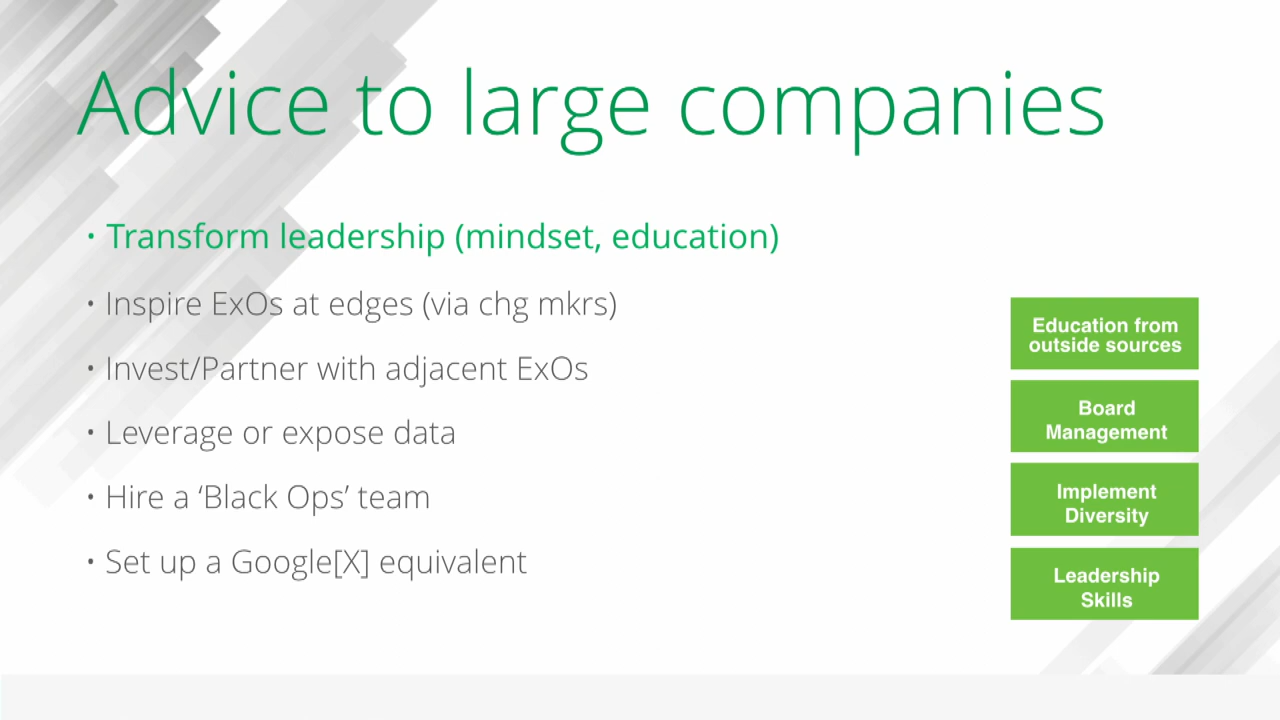 Advice to large companies
· Transform leadership (mindset, education)
· Inspire ExOs at edges (via chg mkrs)
· Invest/Partner with adjacent ExOs
· Leverage or expose data
· Hire a ‘Black Ops’ team
· Set up a Google[X] equivalent
Education from
outside sources
Board
Management
Implement
Diversity
Leadership
Skills